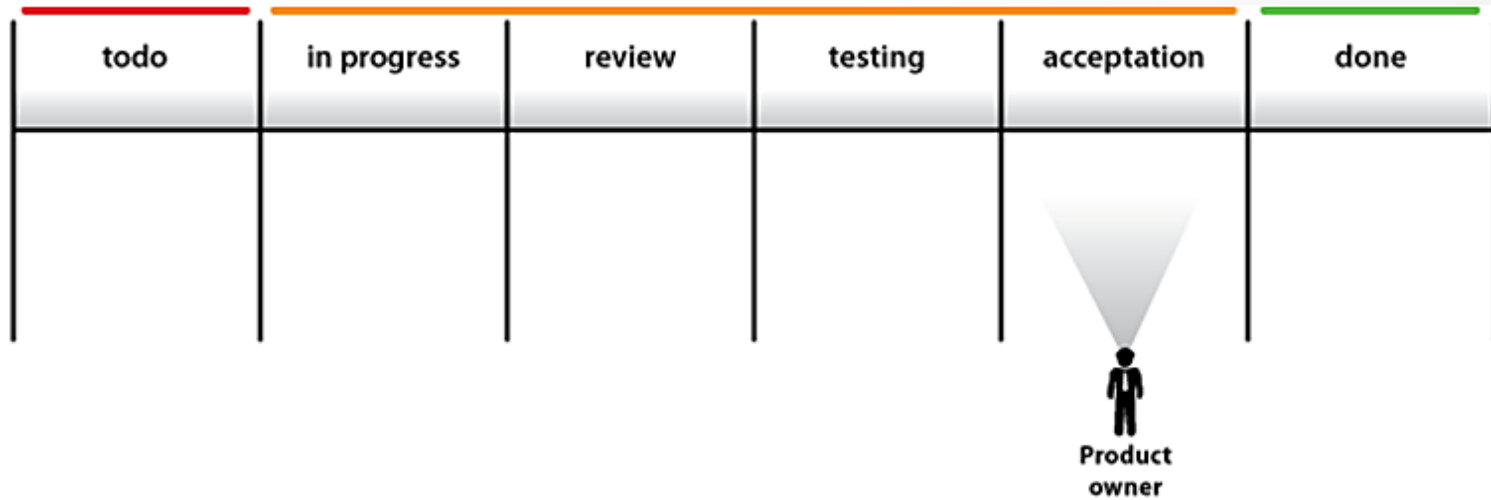 todo in progress review testing acceptation done
Product
owner